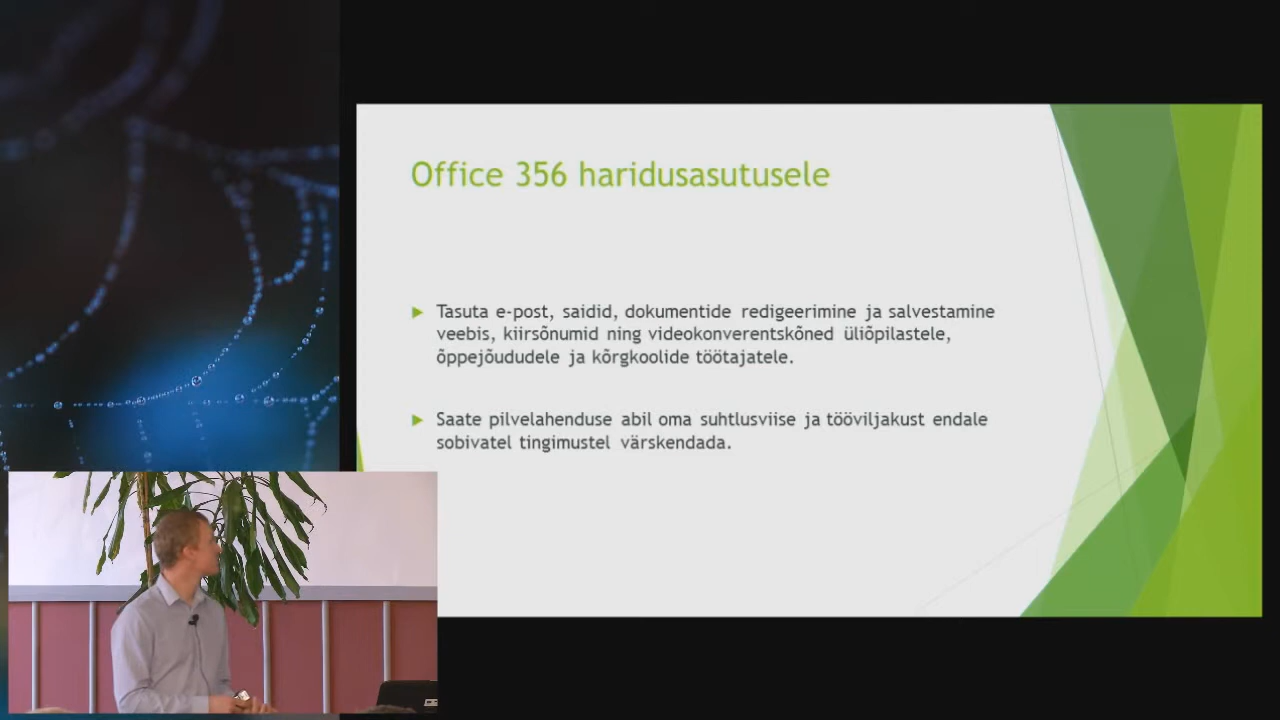 Office 356 haridusasutusele
Tasuta e-post, saidid, dokumentide redigeerimine ja salvestamine
veebis, kiirsõnumid ning videokonverentskõned üliõpilastele,
õppejõududele ja kõrgkoolide töötajatele.
Saate pilvelahenduse abil oma suhtlusviise ja tööviljakust endale
sobivatel tingimustel värskendada.